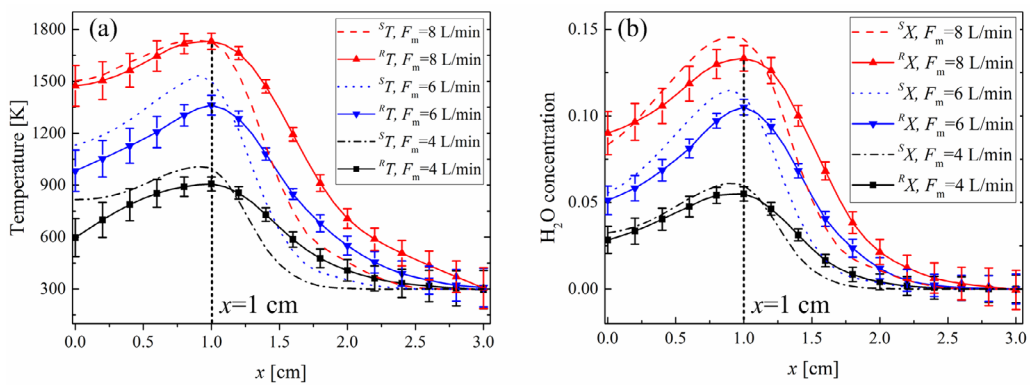 (a)
Temperature [K]
1800
1500
1200
900
600
300
0.0 0.5 1.0 1.5 2.0 2.5 3.0
x [cm]
x=1 cm
ST, Fm=8 L/min
RT, Fm=8 L/min
ST, Fm=6 L/min
RT, Fm=6 L/min
ST, Fm=4 L/min
RT, Fm=4 L/min
(b)
H2O concentration
0.15
0.10
0.05
0.00
0.0 0.5 1.0 1.5 2.0 2.5 3.0
x [cm]
x=1 cm
SX, Fm=8 L/min
RX, Fm=8 L/min
SX, Fm=6 L/min
RX, Fm=6 L/min
SX, Fm=4 L/min
RX, Fm=4 L/min